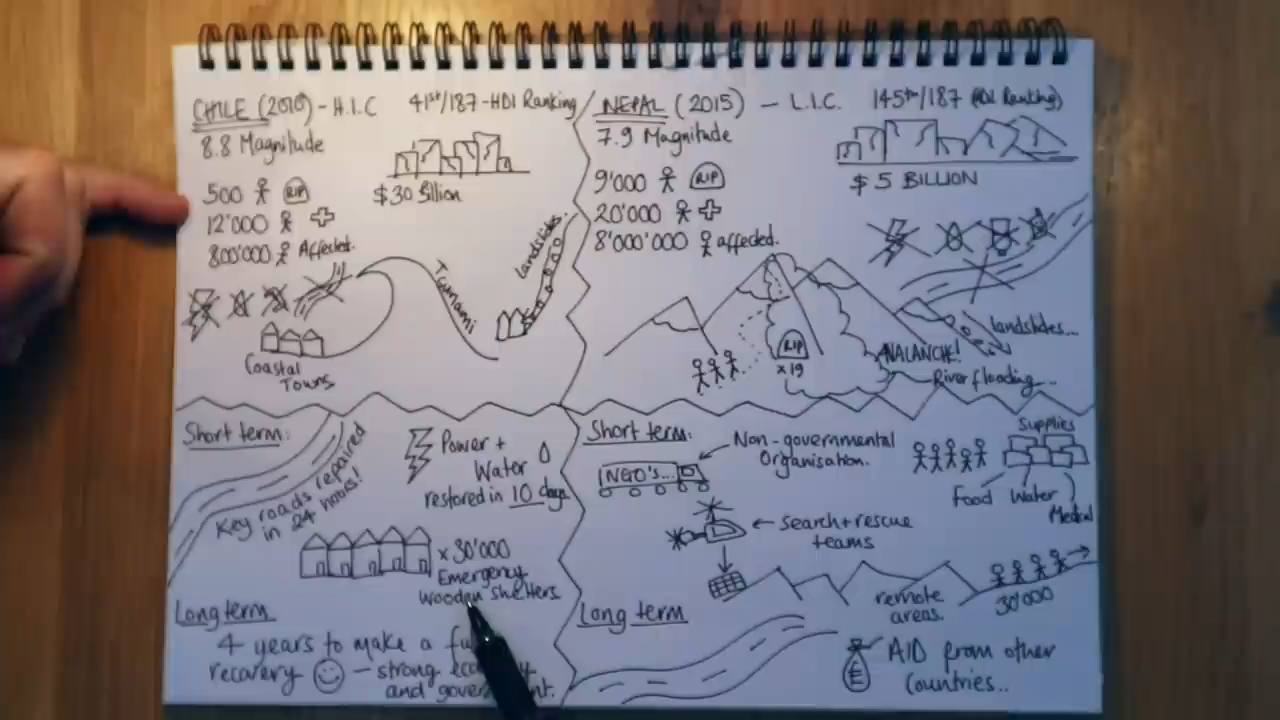 CHILE (2010) - H.I.C 41st/187 - HDI Ranking
8.8 Magnitude
500 RIP
12'000
800'000 Affected.
$30 Billion
Tsunami
landslides.
Coastal
Towns
NEPAL (2015) - L.I.C. 145th/187 (HDI Ranking)
7.9 Magnitude
9'000 RIP
20'000
8'000'000 affected.
$ 5 BILLION
RIP
x 19
AVALANCHE!
landslides...
River flooding...
Short term:
Key roads repaired
in 24 hours!
Power +
Water
restored in 10 days
x 30'000
Emergency
wooden shelters.
Long term
4 years to make a
recovery - strong
and government.
Short term:
NGO's...
Non-governmental
Organisation.
Supplies
Food Water
Medical
Search + rescue
teams
remote
areas.
30'000
Long term
£
AID from other
Countries..